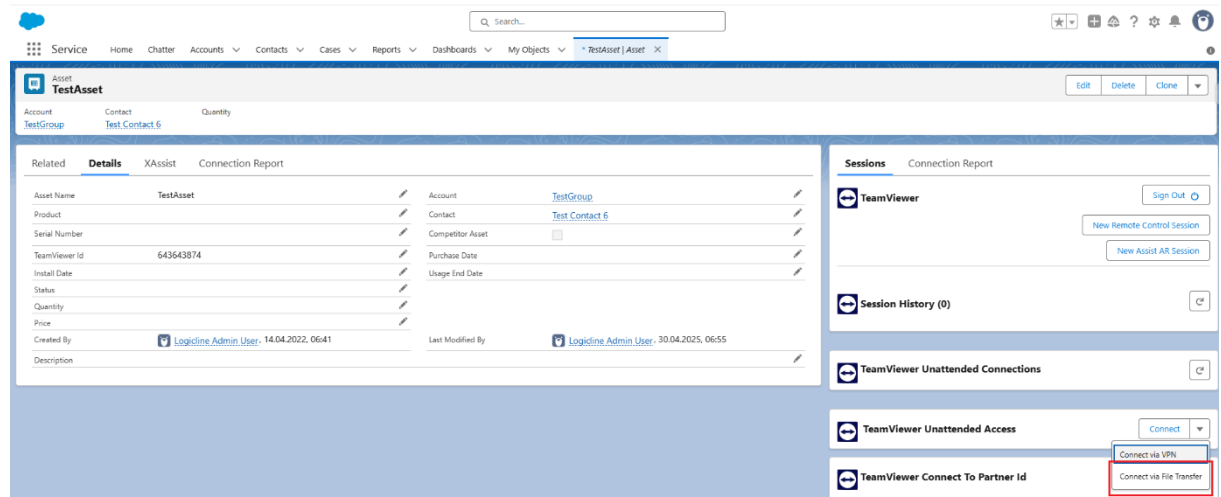 Search...
Service Home Chatter Accounts Contacts Cases Reports Dashboards My Objects * TestAsset | Asset
Asset
TestAsset
Edit Delete Clone
Account Contact Quantity
TestGroup Test Contact 6
Related Details XAssist Connection Report
Asset Name TestAsset Account TestGroup
Product Contact Test Contact 6
Serial Number Competitor Asset
TeamViewer Id 643643874 Purchase Date
Install Date Usage End Date
Status
Quantity
Price
Created By Logicline Admin User, 14.04.2022, 06:41 Last Modified By Logicline Admin User, 30.04.2025, 06:55
Description
Sessions Connection Report
TeamViewer Sign Out
New Remote Control Session
New Assist AR Session
Session History (0)
TeamViewer Unattended Connections
TeamViewer Unattended Access Connect
Connect via VPN
TeamViewer Connect To Partner Id Connect via File Transfer